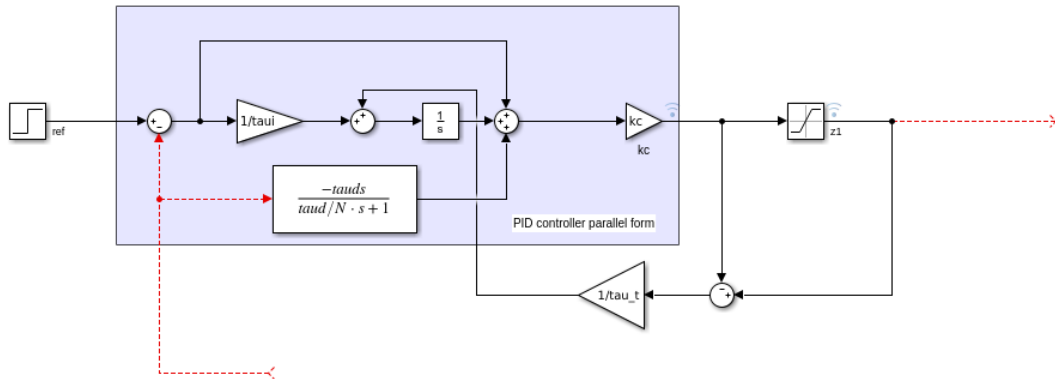 ref
+
−
1/taui
+
+
1
s
+
+
+
kc
kc
z1
−tauds
taud/N · s + 1
PID controller parallel form
1/tau_t
−
+